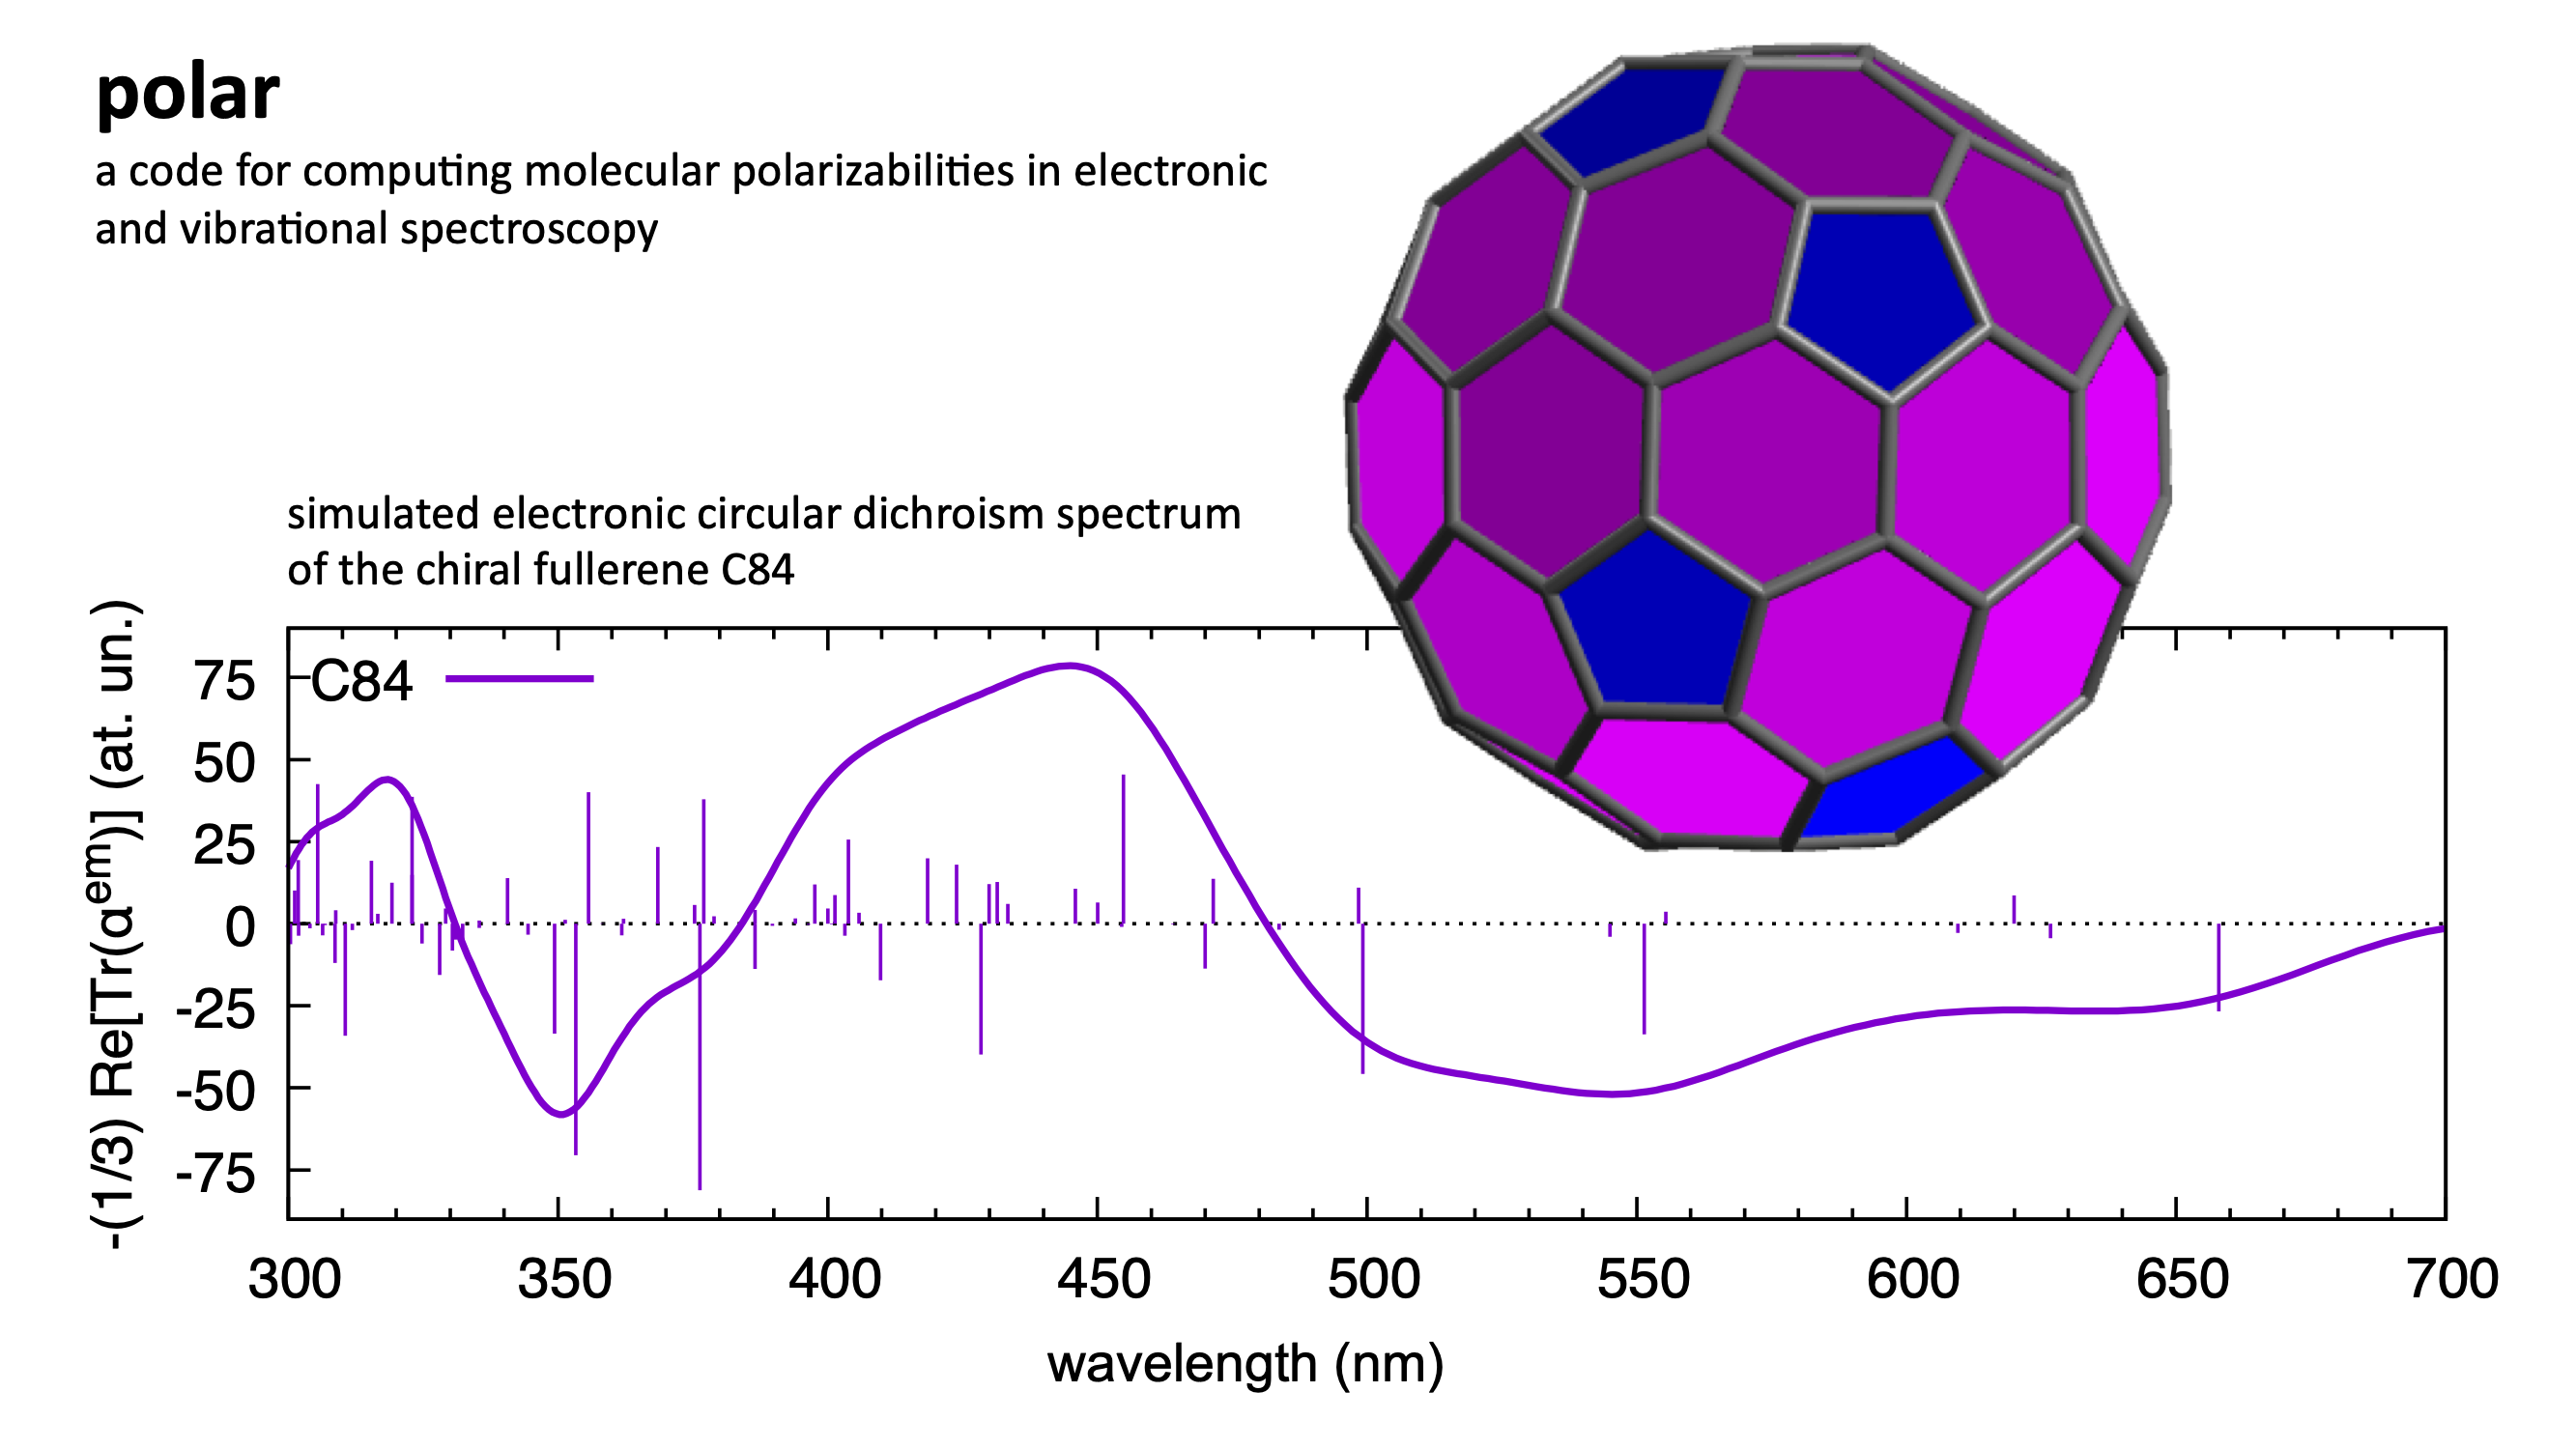 polar
a code for computing molecular polarizabilities in electronic
and vibrational spectroscopy
simulated electronic circular dichroism spectrum
of the chiral fullerene C84
-(1/3) Re[Tr(αᵉᵐ)] (at. un.)
C84
75
50
25
0
-25
-50
-75
300 350 400 450 500 550 600 650 700
wavelength (nm)